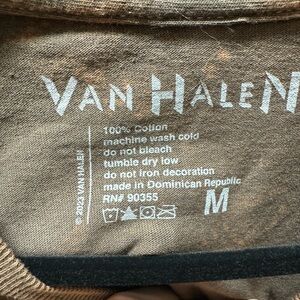 VAN HALEN
100% Cotton
machine wash cold
do not bleach
tumble dry low
do not iron decoration
made in Dominican Republic
RN# 90355
M
© 2023 VAN HALEN